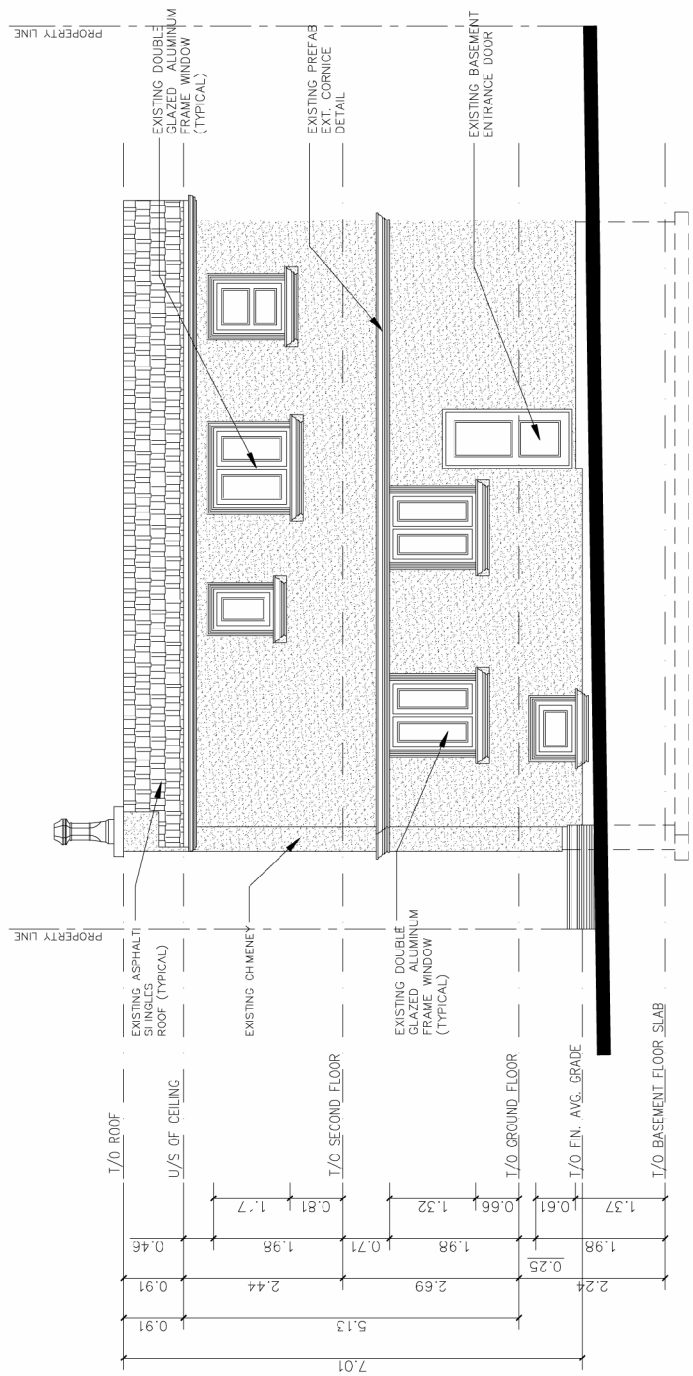 PROPERTY LINE
PROPERTY LINE
EXISTING DOUBLE
GLAZED ALUMINUM
FRAME WINDOW
(TYPICAL)
EXISTING PREFAB
EXT. CORNICE
DETAIL
EXISTING BASEMENT
ENTRANCE DOOR
EXISTING ASPHALT
SHINGLES
ROOF (TYPICAL)
EXISTING CHIMENEY
EXISTING DOUBLE
GLAZED ALUMINUM
FRAME WINDOW
(TYPICAL)
T/O ROOF
U/S OF CEILING
T/O SECOND FLOOR
T/O GROUND FLOOR
T/O FIN. AVG. GRADE
T/O BASEMENT FLOOR SLAB
1.17
0.81
1.32
0.66
0.61
1.37
0.46
1.98
0.71
1.98
0.25
1.98
0.91
2.44
2.69
2.24
0.91
5.13
7.01